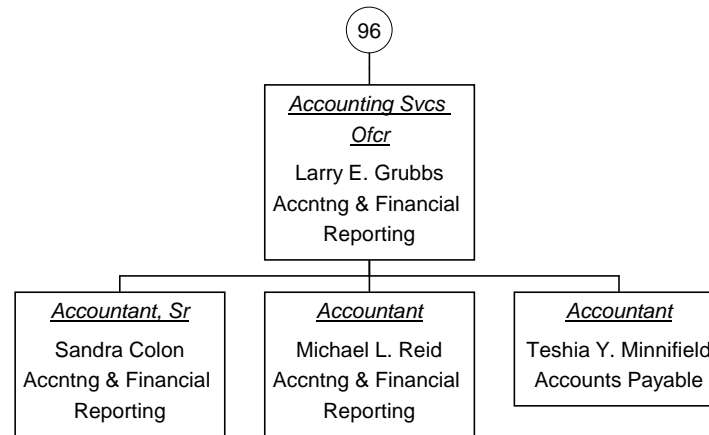 96
Accounting Svcs
Ofcr
Larry E. Grubbs
Accntng & Financial
Reporting
Accountant, Sr
Sandra Colon
Accntng & Financial
Reporting
Accountant
Michael L. Reid
Accntng & Financial
Reporting
Accountant
Teshia Y. Minnifield
Accounts Payable